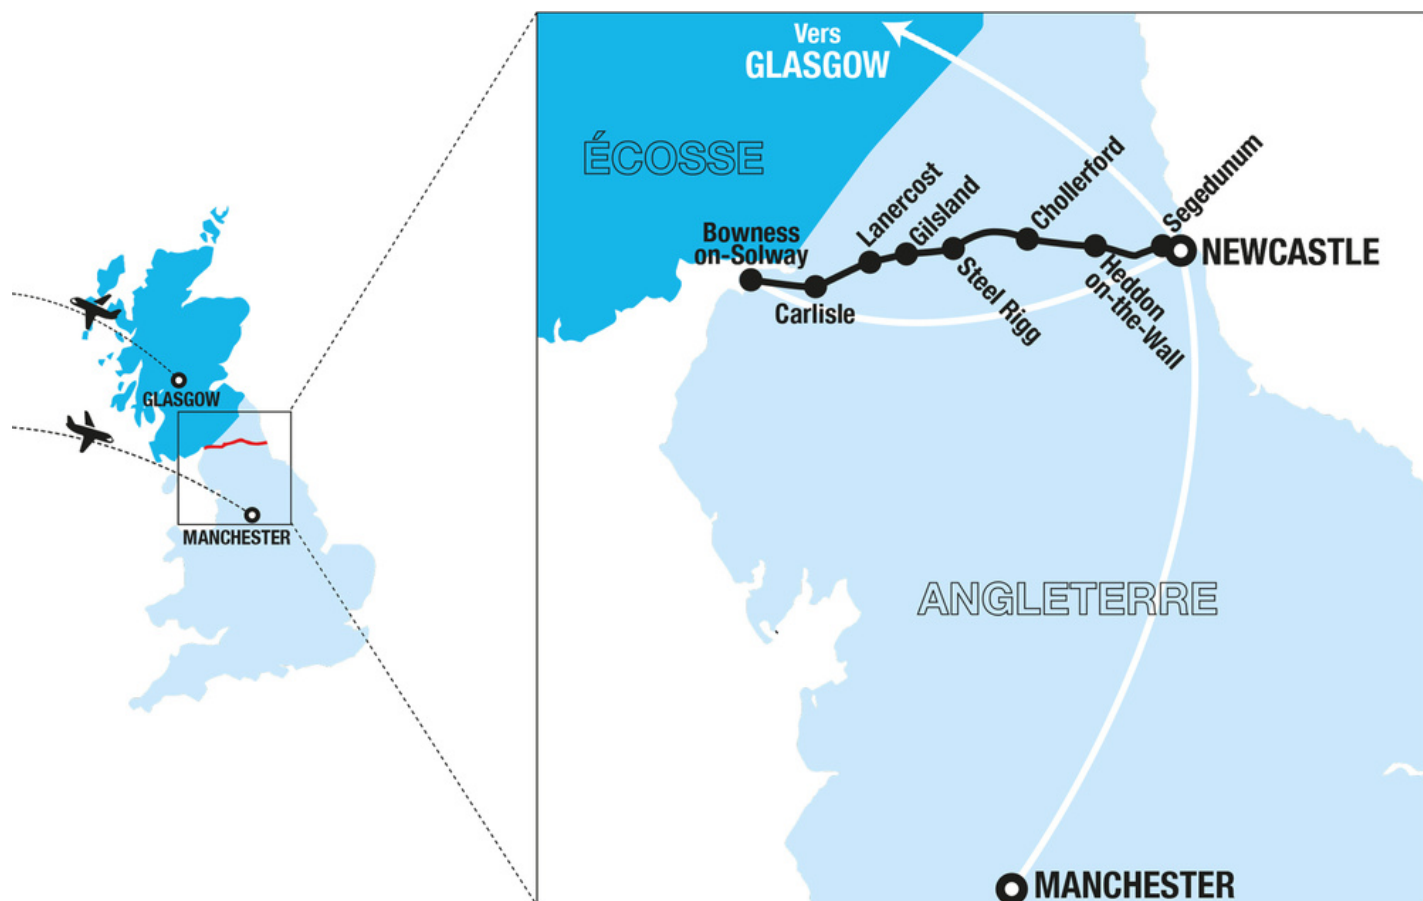 GLASGOW
MANCHESTER
Vers
GLASGOW
ÉCOSSE
Bowness
on-Solway
Carlisle
Lanercost
Gilsland
Steel Rigg
Chollerford
Heddon
on-the-Wall
Segedunum
NEWCASTLE
ANGLETERRE
MANCHESTER